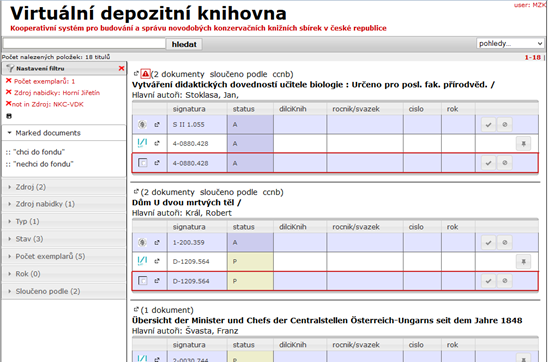 user: MZK
Virtuální depozitní knihovna
Kooperativní systém pro budování a správu novodobých konzervačních knižních sbírek v české republice
hledat
pohledy...
Počet nalezených položek: 18 titulů
1-18 |
Nastavení filtru
Počet exemplarů: 1
Zdroj nabidky: Horní Jiřetín
not in Zdroj: NKC-VDK
Marked documents
:: "chci do fondu"
:: "nechci do fondu"
Zdroj (2)
Zdroj nabidky (1)
Typ (1)
Stav (3)
Počet exemplářů (5)
Rok (0)
Sloučeno podle (2)
(2 dokumenty sloučeno podle ccnb)
Vytváření didaktických dovedností učitele biologie : Určeno pro posl. fak. přírodvěd. /
Hlavní autoři: Stoklasa, Jan,
signatura status dilciKnih rocnik/svazek cislo rok
S II 1.055 A
4-0880.428 A
4-0880.428 A
(2 dokumenty sloučeno podle ccnb)
Dům U dvou mrtvých těl /
Hlavní autoři: Král, Robert
signatura status dilciKnih rocnik/svazek cislo rok
1-200.359 A
D-1209.564 P
D-1209.564 P
(1 dokument)
Übersicht der Minister und Chefs der Centralstellen Österreich-Ungarns seit dem Jahre 1848
Hlavní autoři: Švasta, Franz
signatura status dilciKnih rocnik/svazek cislo rok
2-0030.744 P